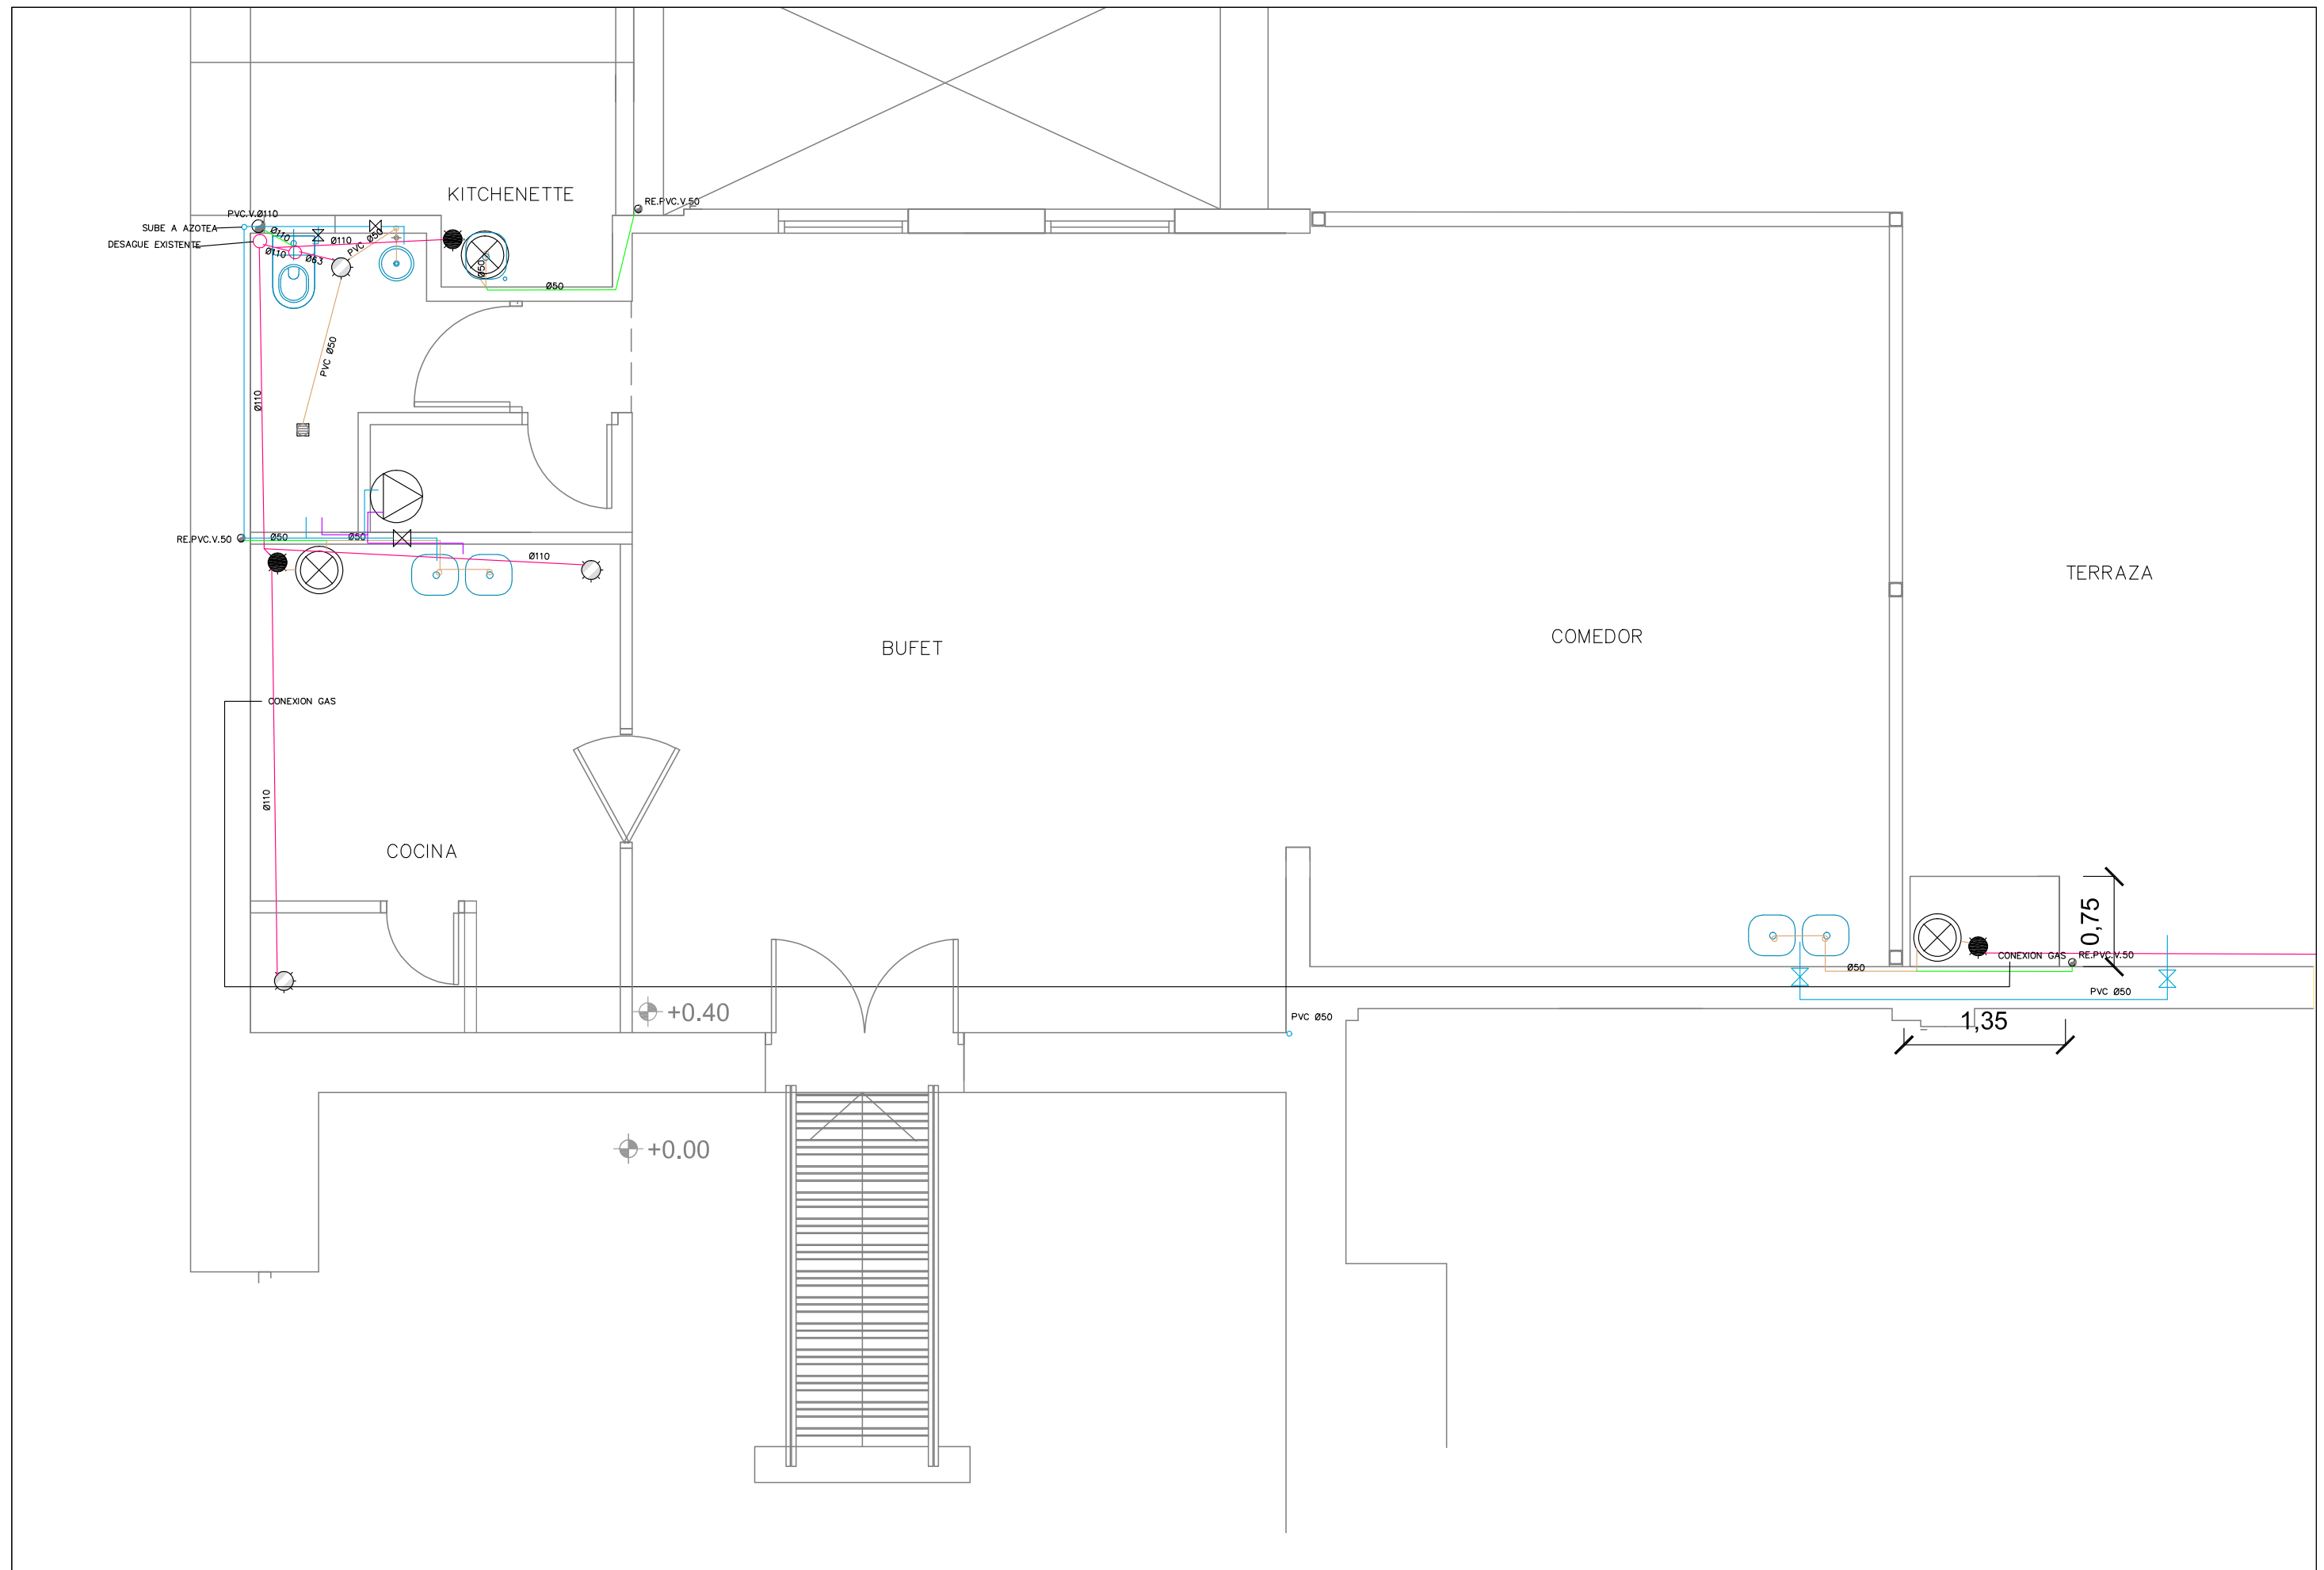 KITCHENETTE
RE.PVC.V.50
PVC.V.Ø110
SUBE A AZOTEA
Ø110
PVC Ø50
Ø110
DESAGUE EXISTENTE
Ø110
Ø63
Ø50
Ø50
PVC Ø50
Ø110
RE.PVC.V.50
Ø50
Ø50
Ø110
TERRAZA
COMEDOR
BUFET
CONEXION GAS
Ø110
COCINA
0,75
CONEXION GAS
RE.PVC.V.50
Ø50
PVC Ø50
+0.40
PVC Ø50
1,35
+0.00